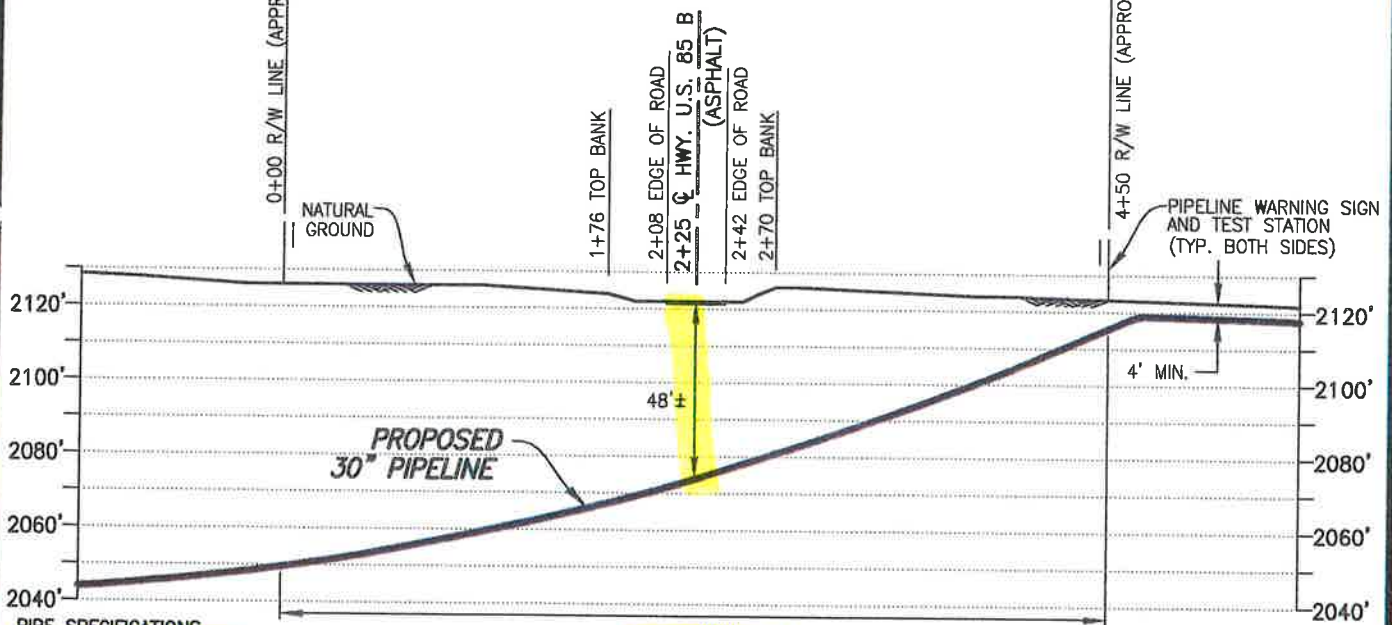 0+00 R/W LINE (APPR
1+76 TOP BANK
2+08 EDGE OF ROAD
2+25 ℄ HWY. U.S. 85 B
(ASPHALT)
2+42 EDGE OF ROAD
2+70 TOP BANK
4+50 R/W LINE (APPRO
NATURAL
GROUND
PIPELINE WARNING SIGN
AND TEST STATION
(TYP. BOTH SIDES)
2120'
2120'
2100'
4' MIN.
2100'
48'±
PROPOSED
30" PIPELINE
2080'
2080'
2060'
2060'
2040'
2040'
PIPE SPECIFICATIONS